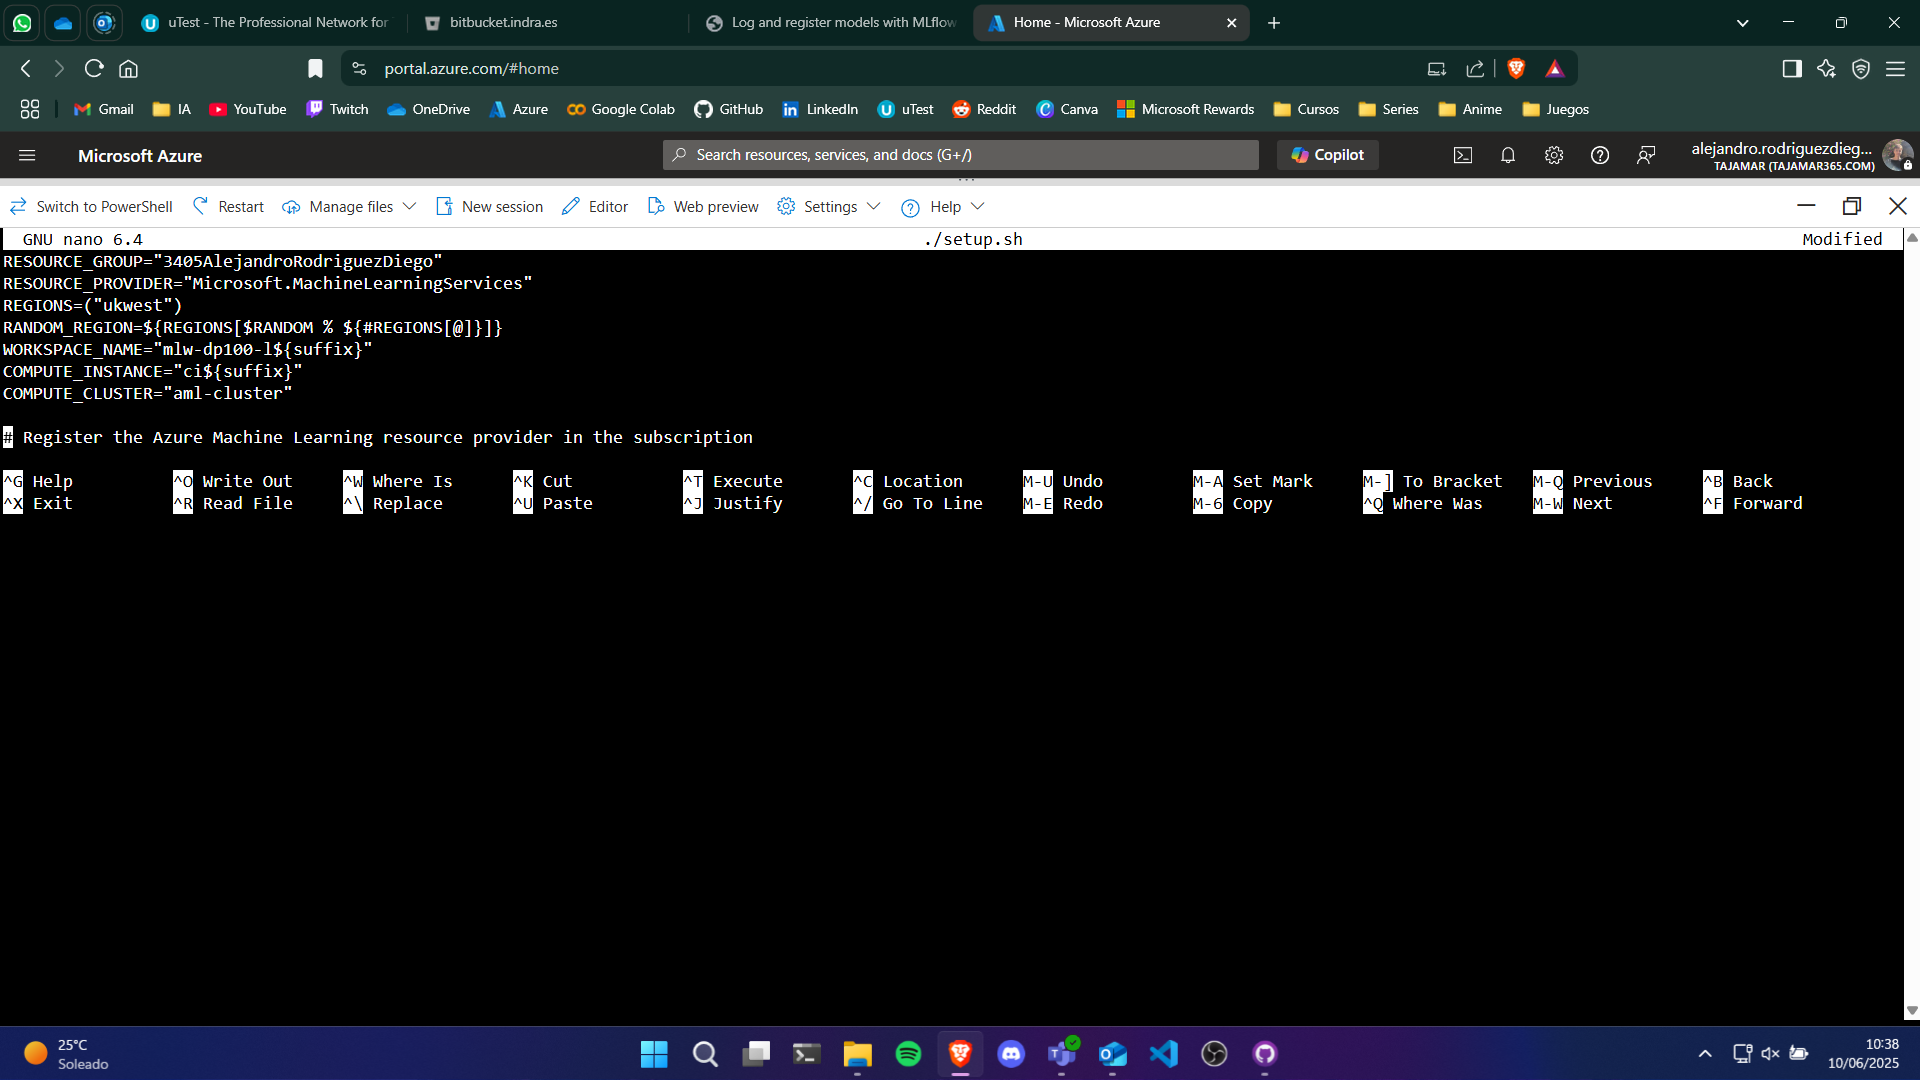 uTest - The Professional Network for
bitbucket.indra.es
Log and register models with MLflow
Home - Microsoft Azure
portal.azure.com/#home
Gmail
IA
YouTube
Twitch
OneDrive
Azure
Google Colab
GitHub
LinkedIn
uTest
Reddit
Canva
Microsoft Rewards
Cursos
Series
Anime
Juegos
Microsoft Azure
Search resources, services, and docs (G+/)
Copilot
alejandro.rodriguezdieg...
TAJAMAR (TAJAMAR365.COM)
Switch to PowerShell
Restart
Manage files
New session
Editor
Web preview
Settings
Help
GNU nano 6.4 ./setup.sh Modified
RESOURCE_GROUP="3405AlejandroRodriguezDiego"
RESOURCE_PROVIDER="Microsoft.MachineLearningServices"
REGIONS=("ukwest")
RANDOM_REGION=${REGIONS[$RANDOM % ${#REGIONS[@]}]}
WORKSPACE_NAME="mlw-dp100-l${suffix}"
COMPUTE_INSTANCE="ci${suffix}"
COMPUTE_CLUSTER="aml-cluster"
# Register the Azure Machine Learning resource provider in the subscription
^G Help ^O Write Out ^W Where Is ^K Cut ^T Execute ^C Location M-U Undo M-A Set Mark M-] To Bracket M-Q Previous ^B Back
^X Exit ^R Read File ^\ Replace ^U Paste ^J Justify ^/ Go To Line M-E Redo M-6 Copy ^Q Where Was M-W Next ^F Forward
25°C
Soleado
10:38
10/06/2025